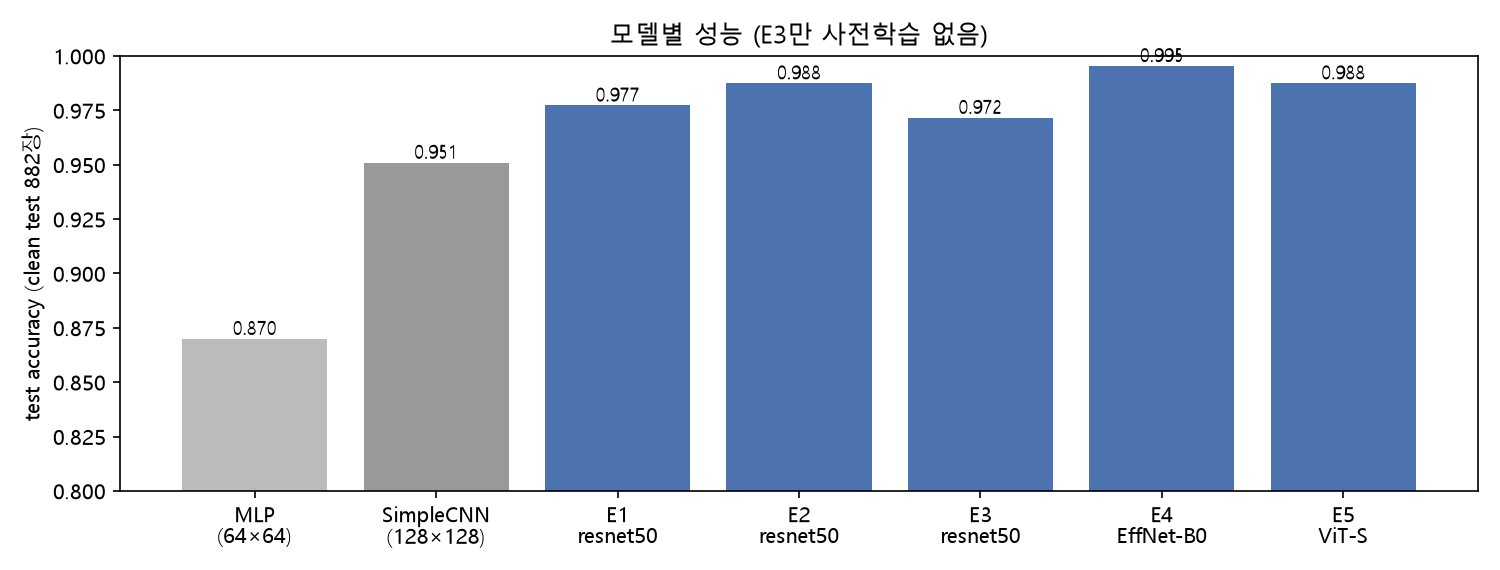 모델별 성능 (E3만 사전학습 없음)
test accuracy (clean test 882장)
1.000
0.975
0.950
0.925
0.900
0.875
0.850
0.825
0.800
0.870
0.951
0.977
0.988
0.972
0.995
0.988
MLP
(64×64)
SimpleCNN
(128×128)
E1
resnet50
E2
resnet50
E3
resnet50
E4
EffNet-B0
E5
ViT-S